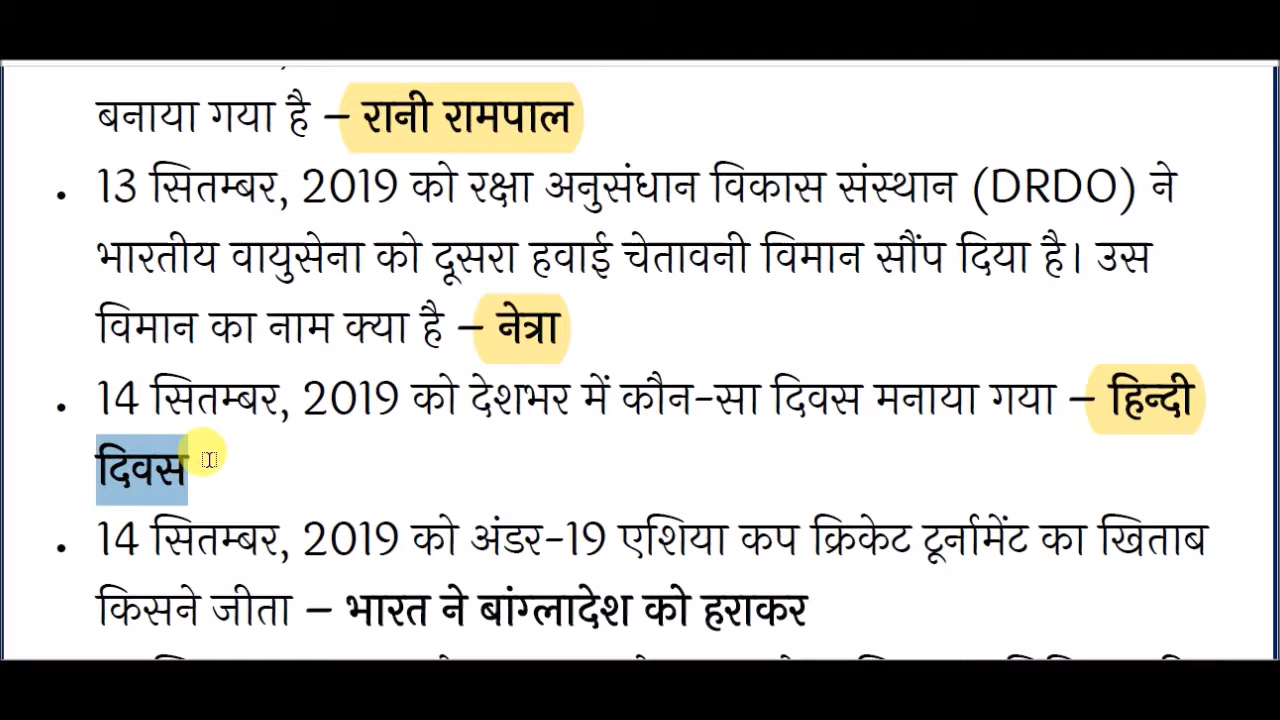 बनाया गया है – रानी रामपाल
• 13 सितम्बर, 2019 को रक्षा अनुसंधान विकास संस्थान (DRDO) ने
भारतीय वायुसेना को दूसरा हवाई चेतावनी विमान सौंप दिया है। उस
विमान का नाम क्या है – नेत्रा
• 14 सितम्बर, 2019 को देशभर में कौन-सा दिवस मनाया गया – हिन्दी
दिवस
• 14 सितम्बर, 2019 को अंडर-19 एशिया कप क्रिकेट टूर्नामेंट का खिताब
किसने जीता – भारत ने बांग्लादेश को हराकर